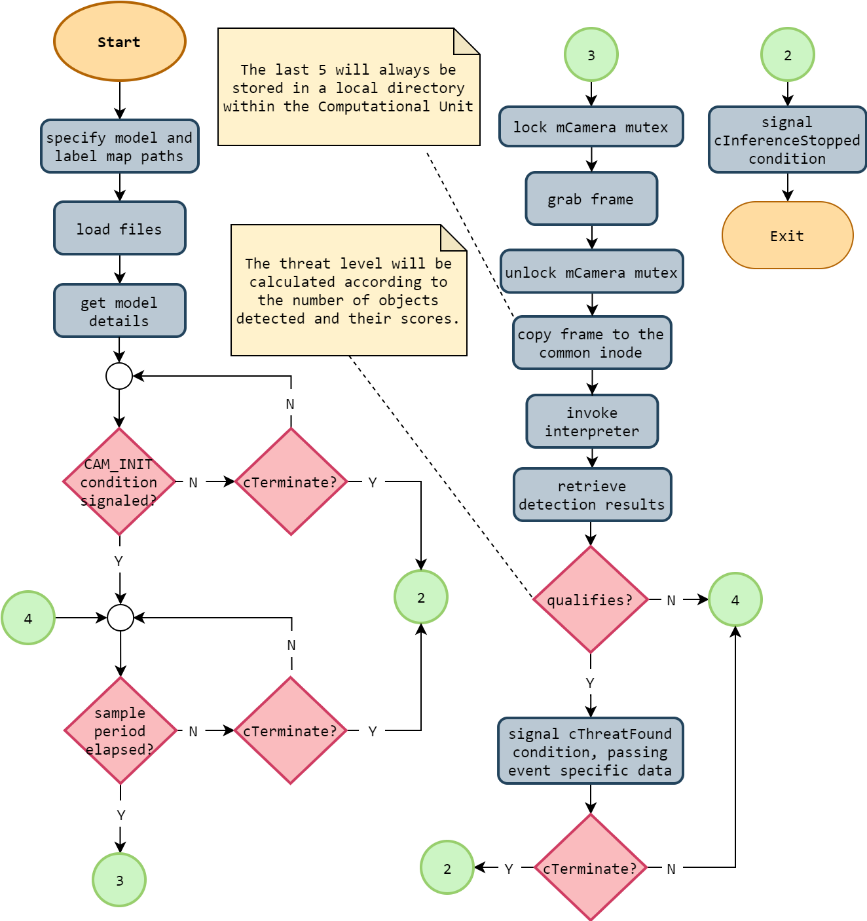 Start
specify model and
label map paths
load files
get model
details
N
CAM_INIT
condition
signaled?
N
cTerminate?
Y
Y
2
4
N
sample
period
elapsed?
N
cTerminate?
Y
Y
3
The last 5 will always be
stored in a local directory
within the Computational Unit
The threat level will be
calculated according to
the number of objects
detected and their scores.
3
lock mCamera mutex
grab frame
unlock mCamera mutex
copy frame to the
common inode
invoke
interpreter
retrieve
detection results
qualifies?
N
4
Y
signal cThreatFound
condition, passing
event specific data
2
Y
cTerminate?
N
2
signal
cInferenceStopped
condition
Exit